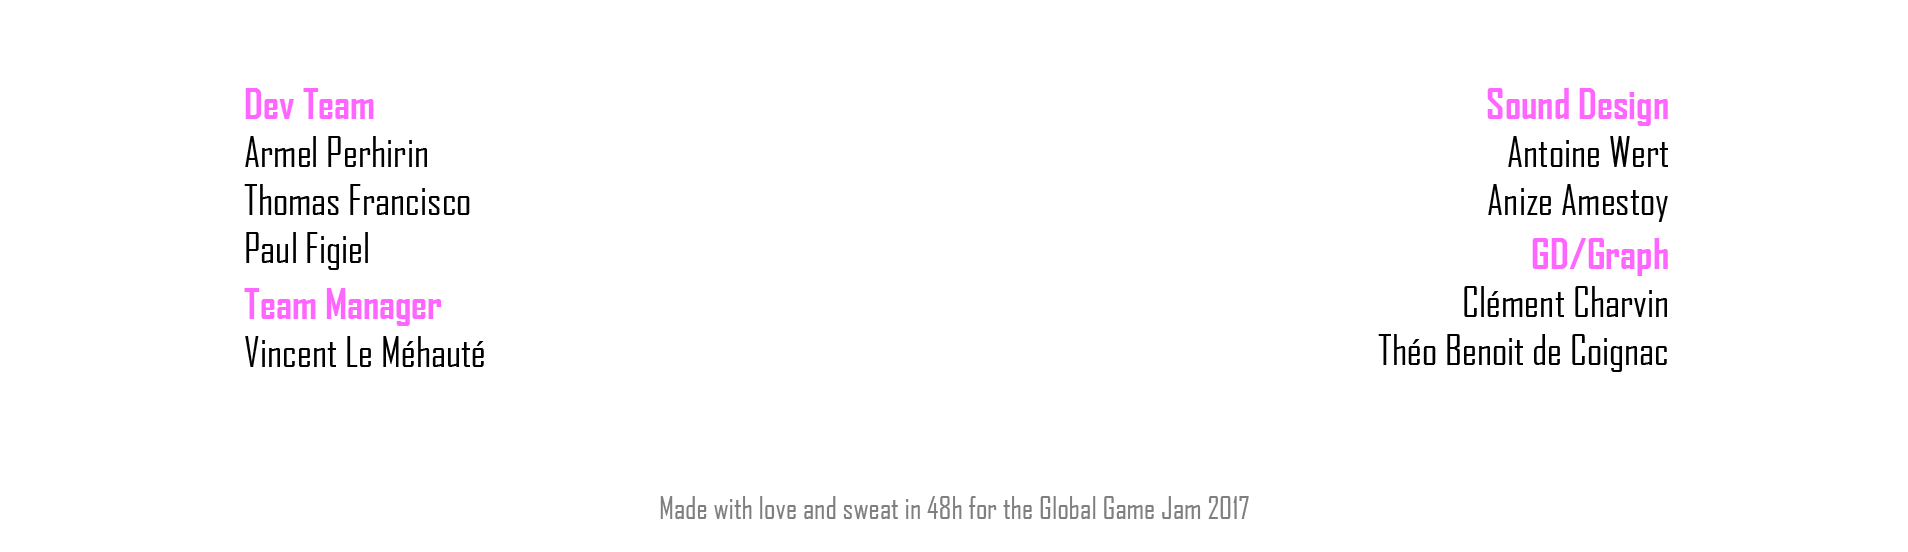 Dev Team
Armel Perhirin
Thomas Francisco
Paul Figiel
Team Manager
Vincent Le Méhauté
Sound Design
Antoine Wert
Anize Amestoy
GD/Graph
Clément Charvin
Théo Benoit de Coignac
Made with love and sweat in 48h for the Global Game Jam 2017